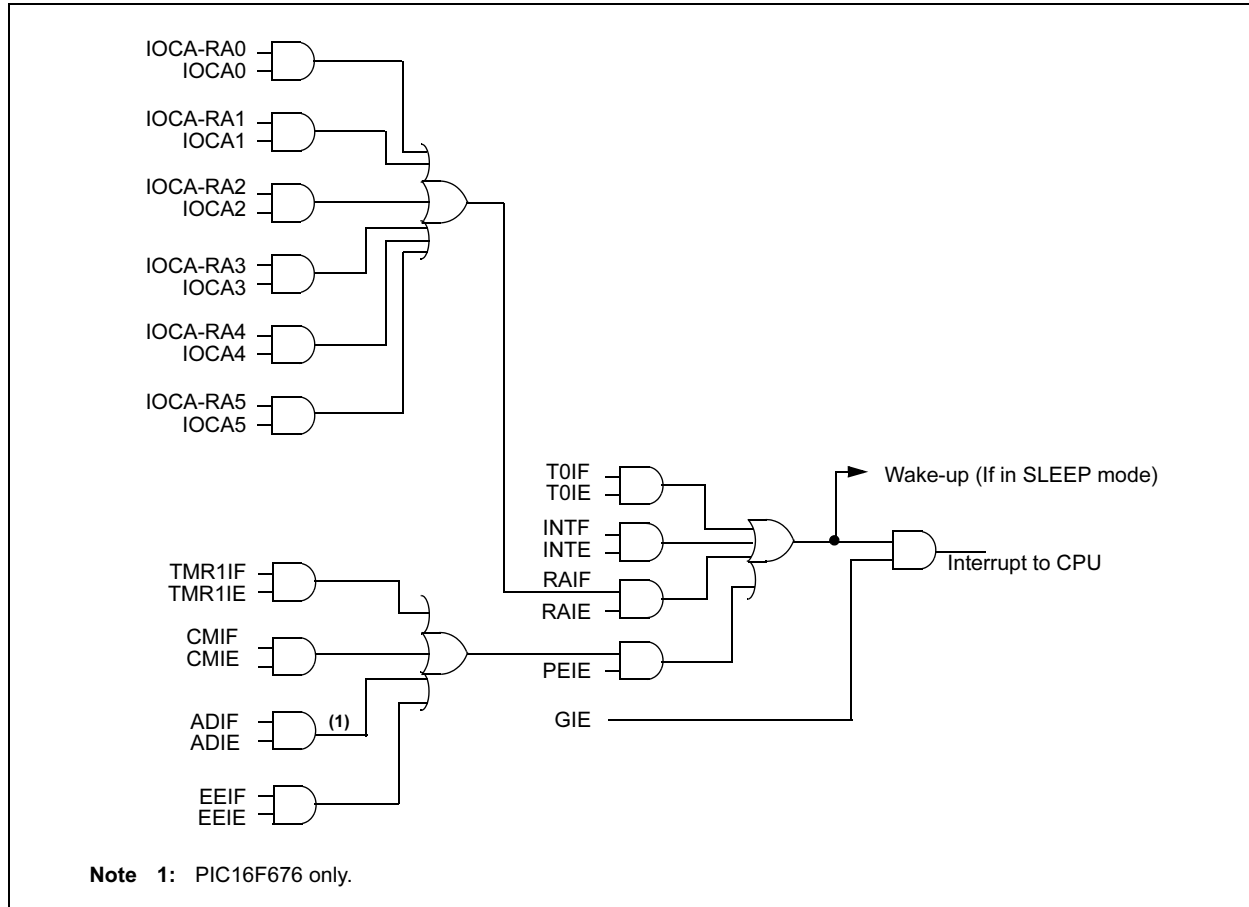 IOCA-RA0
IOCA0
IOCA-RA1
IOCA1
IOCA-RA2
IOCA2
IOCA-RA3
IOCA3
IOCA-RA4
IOCA4
IOCA-RA5
IOCA5
T0IF
T0IE
Wake-up (If in SLEEP mode)
INTF
INTE
Interrupt to CPU
TMR1IF
TMR1IE
RAIF
RAIE
CMIF
CMIE
PEIE
ADIF
ADIE
(1)
GIE
EEIF
EEIE
Note 1: PIC16F676 only.